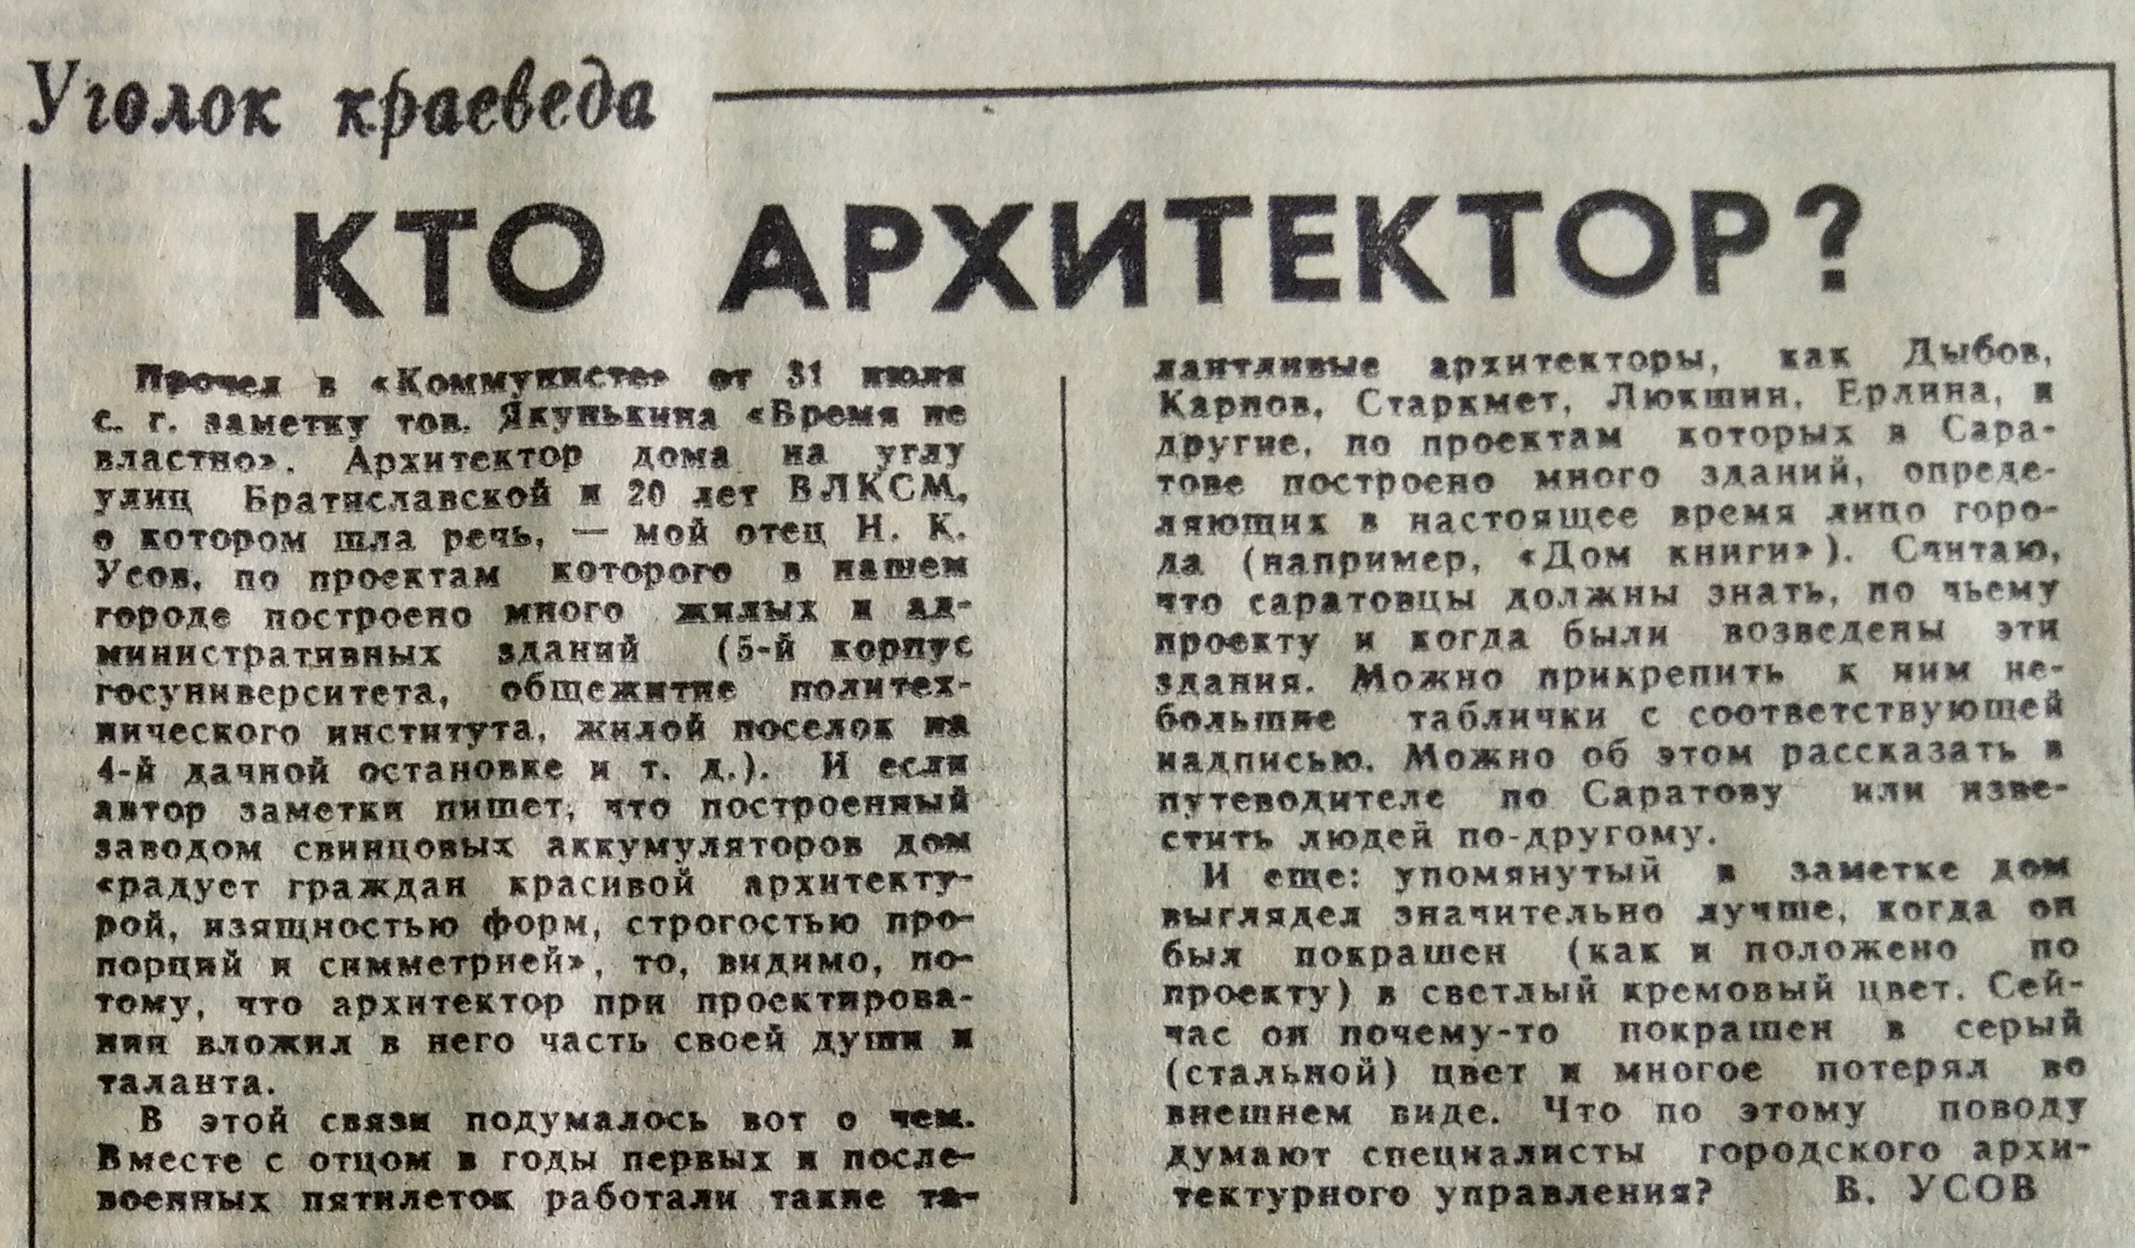 Уголок краеведа
КТО АРХИТЕКТОР?
Прочел в «Коммунисте» от 31 июля
с. г. заметку тов. Якунькина «Время не
властно». Архитектор дома на углу
улиц Братиславской и 20 лет ВЛКСМ,
о котором шла речь, — мой отец Н. К.
Усов, по проектам которого в нашем
городе построено много жилых и ад-
министративных зданий (5-й корпус
госуниверситета, общежитие политех-
нического института, жилой поселок на
4-й дачной остановке и т. д.). И если
автор заметки пишет, что построенный
заводом свинцовых аккумуляторов дом
«радует граждан красивой архитекту-
рой, изящностью форм, строгостью про-
порций и симметрией», то, видимо, по-
тому, что архитектор при проектирова-
нии вложил в него часть своей души и
таланта.
В этой связи подумалось вот о чем.
Вместе с отцом в годы первых и после-
военных пятилеток работали такие та-
лантливые архитекторы, как Дыбов,
Карпов, Старкмет, Люкшин, Ерлина, и
другие, по проектам которых в Сара-
тове построено много зданий, опреде-
ляющих в настоящее время лицо горо-
да (например, «Дом книги»). Считаю,
что саратовцы должны знать, по чьему
проекту и когда были возведены эти
здания. Можно прикрепить к ним не-
большие таблички с соответствующей
надписью. Можно об этом рассказать в
путеводителе по Саратову или изве-
стить людей по-другому.
И еще: упомянутый в заметке дом
выглядел значительно лучше, когда он
был покрашен (как и положено по
проекту) в светлый кремовый цвет. Сей-
час он почему-то покрашен в серый
(стальной) цвет и многое потерял во
внешнем виде. Что по этому поводу
думают специалисты городского архи-
тектурного управления? В. УСОВ